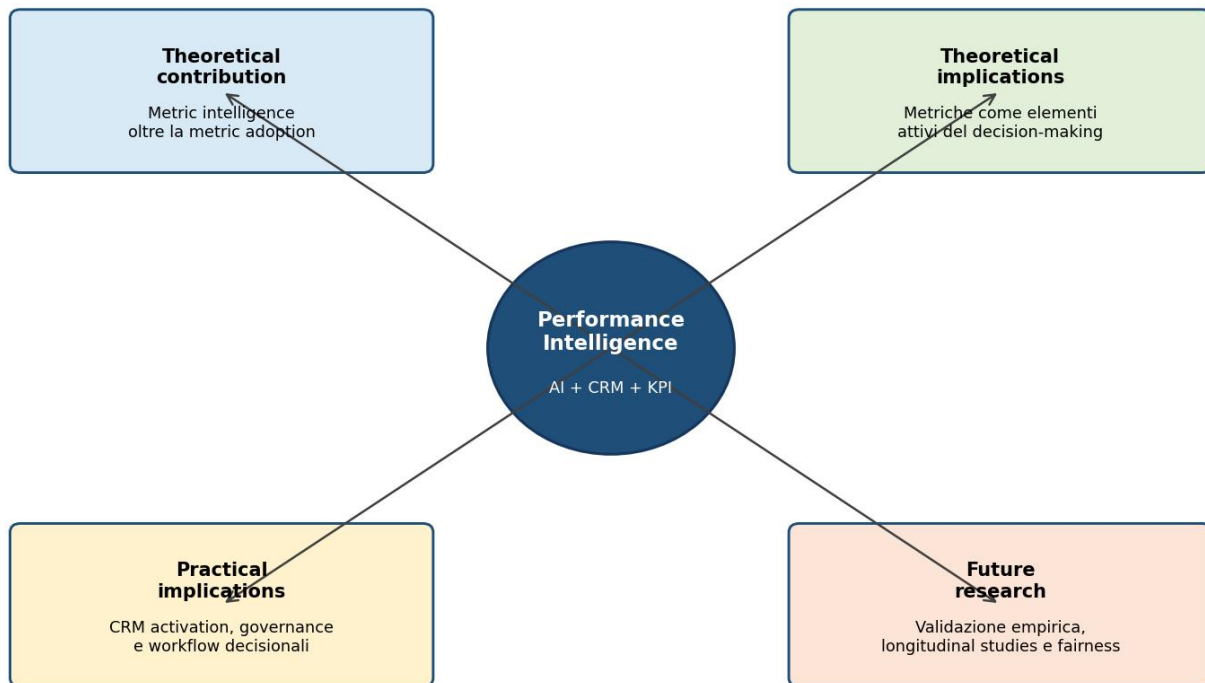 Theoretical
contribution
Metric intelligence
oltre la metric adoption
Theoretical
implications
Metriche come elementi
attivi del decision-making
Performance
Intelligence
AI + CRM + KPI
Practical
implications
CRM activation, governance
e workflow decisionali
Future
research
Validazione empirica,
longitudinal studies e fairness